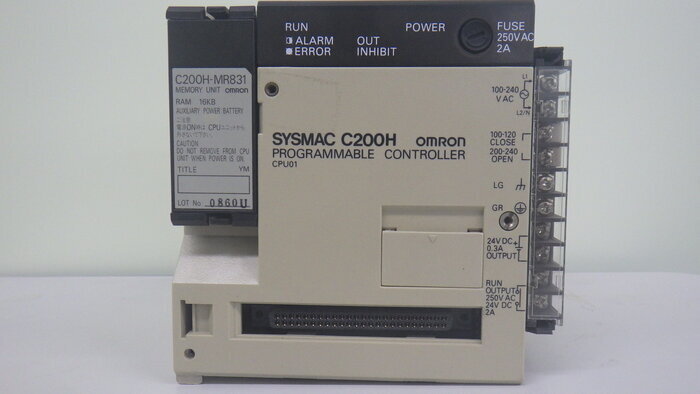 C200H-MR831
MEMORY UNIT omron
RAM 16KB
AUXILIARY POWER BATTERY
CAUTION
DO NOT REMOVE FROM CPU
UNIT WHEN POWER IS ON.
TITLE YM
LOT No. 0860U
RUN
ALARM
ERROR
OUT
INHIBIT
POWER
FUSE
250V AC
2A
SYSMAC C200H omron
PROGRAMMABLE CONTROLLER
CPU01
L1
100-240
V AC
L2/N
100-120
CLOSE
200-240
OPEN
LG
GR
24V DC +
0.3A
OUTPUT -
RUN
OUTPUT
250V AC
24V DC
2A